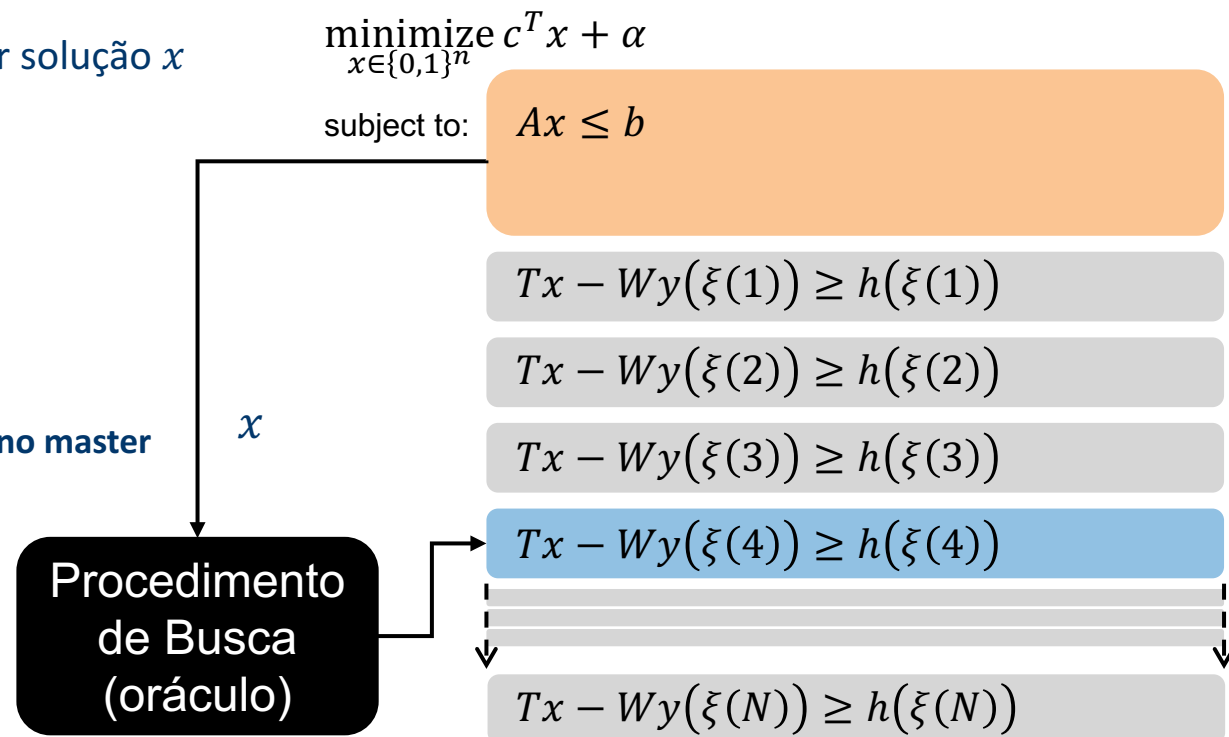 r solução x
minimize cᵀx + α
x∈{0,1}ⁿ
subject to:
Ax ≤ b
Tx − Wy(ξ(1)) ≥ h(ξ(1))
Tx − Wy(ξ(2)) ≥ h(ξ(2))
no master
x
Tx − Wy(ξ(3)) ≥ h(ξ(3))
Tx − Wy(ξ(4)) ≥ h(ξ(4))
Procedimento
de Busca
(oráculo)
Tx − Wy(ξ(N)) ≥ h(ξ(N))